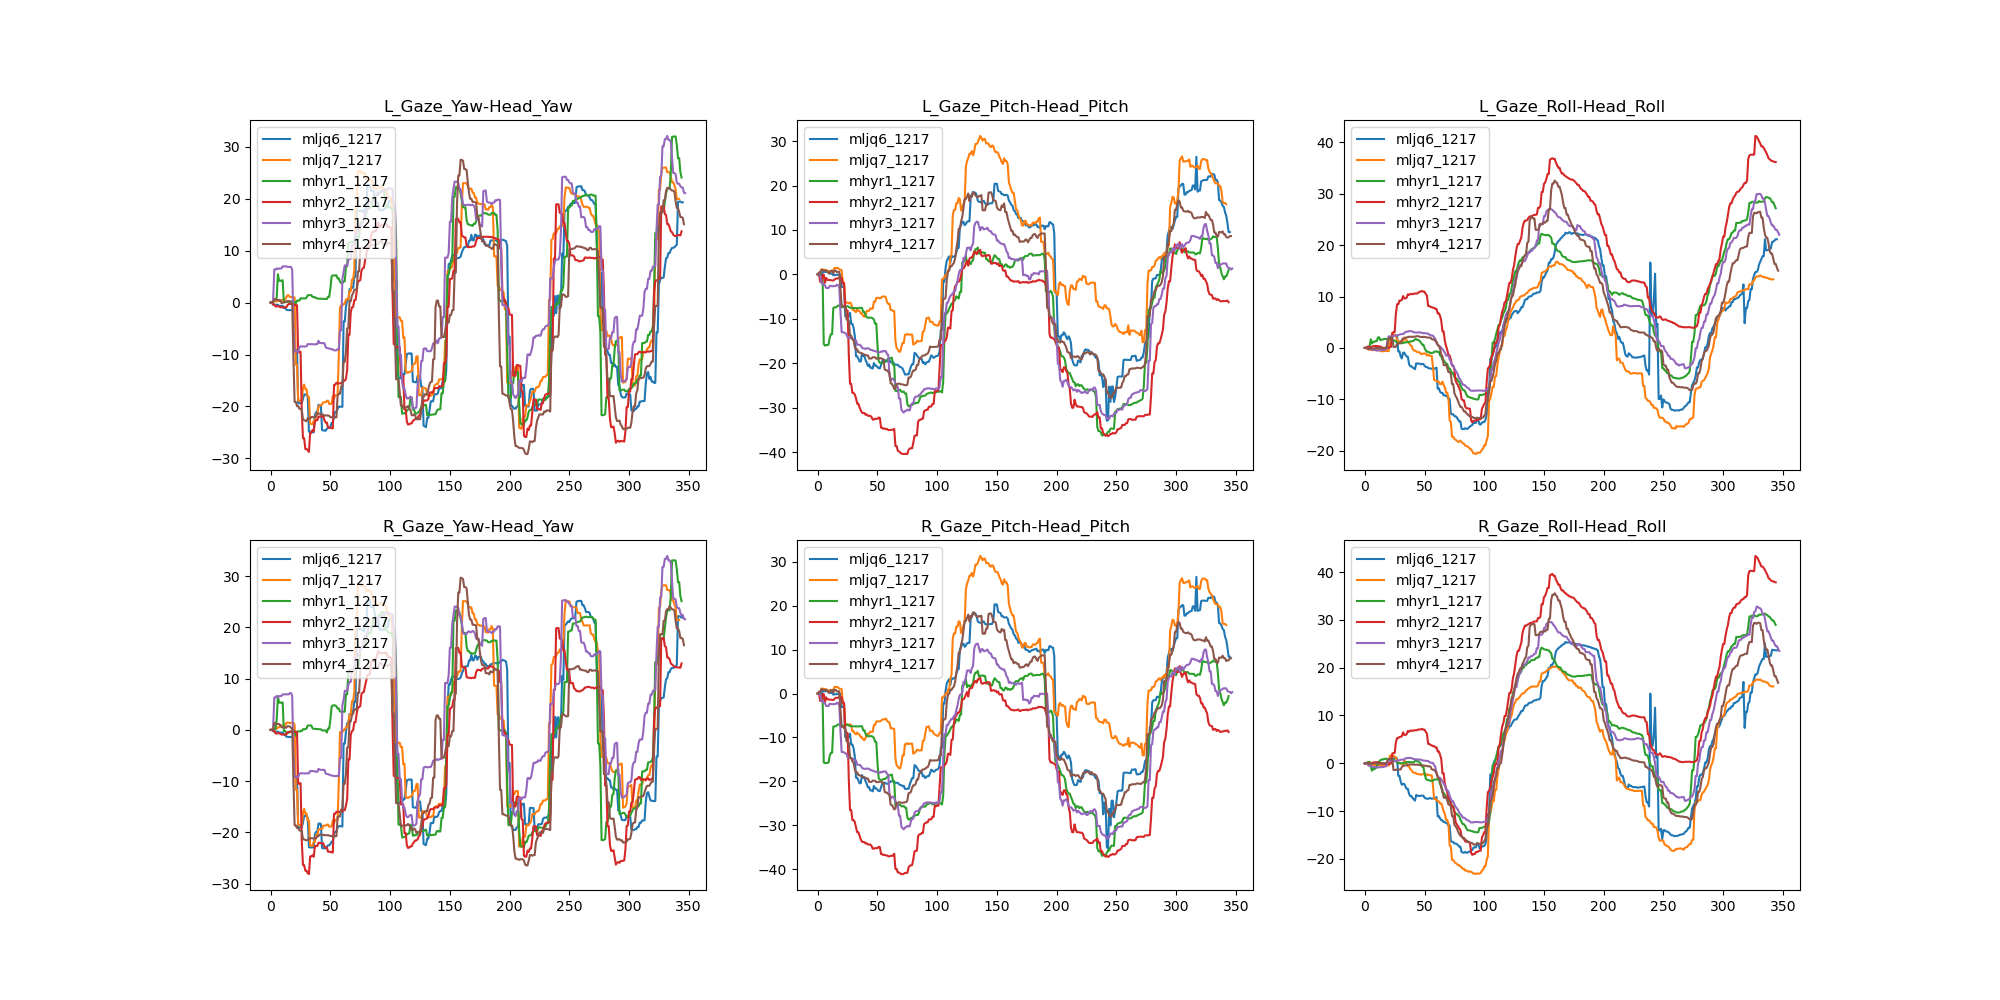 L_Gaze_Yaw-Head_Yaw
30
20
10
0
−10
−20
−30
0 50 100 150 200 250 300 350
mljq6_1217
mljq7_1217
mhyr1_1217
mhyr2_1217
mhyr3_1217
mhyr4_1217
L_Gaze_Pitch-Head_Pitch
30
20
10
0
−10
−20
−30
−40
0 50 100 150 200 250 300 350
mljq6_1217
mljq7_1217
mhyr1_1217
mhyr2_1217
mhyr3_1217
mhyr4_1217
L_Gaze_Roll-Head_Roll
40
30
20
10
0
−10
−20
0 50 100 150 200 250 300 350
mljq6_1217
mljq7_1217
mhyr1_1217
mhyr2_1217
mhyr3_1217
mhyr4_1217
R_Gaze_Yaw-Head_Yaw
30
20
10
0
−10
−20
−30
0 50 100 150 200 250 300 350
mljq6_1217
mljq7_1217
mhyr1_1217
mhyr2_1217
mhyr3_1217
mhyr4_1217
R_Gaze_Pitch-Head_Pitch
30
20
10
0
−10
−20
−30
−40
0 50 100 150 200 250 300 350
mljq6_1217
mljq7_1217
mhyr1_1217
mhyr2_1217
mhyr3_1217
mhyr4_1217
R_Gaze_Roll-Head_Roll
40
30
20
10
0
−10
−20
0 50 100 150 200 250 300 350
mljq6_1217
mljq7_1217
mhyr1_1217
mhyr2_1217
mhyr3_1217
mhyr4_1217